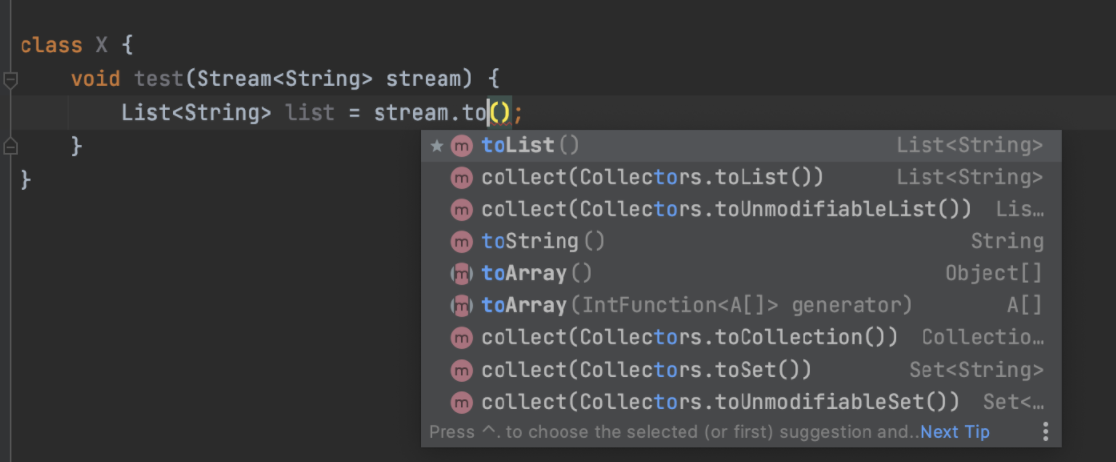 class X {
void test(Stream<String> stream) {
List<String> list = stream.to();
}
}
toList() List<String>
collect(Collectors.toList()) List<String>
collect(Collectors.toUnmodifiableList()) Lis…
toString() String
toArray() Object[]
toArray(IntFunction<A[]> generator) A[]
collect(Collectors.toCollection()) Collectio…
collect(Collectors.toSet()) Set<String>
collect(Collectors.toUnmodifiableSet()) Set<…
Press ^. to choose the selected (or first) suggestion and.. Next Tip